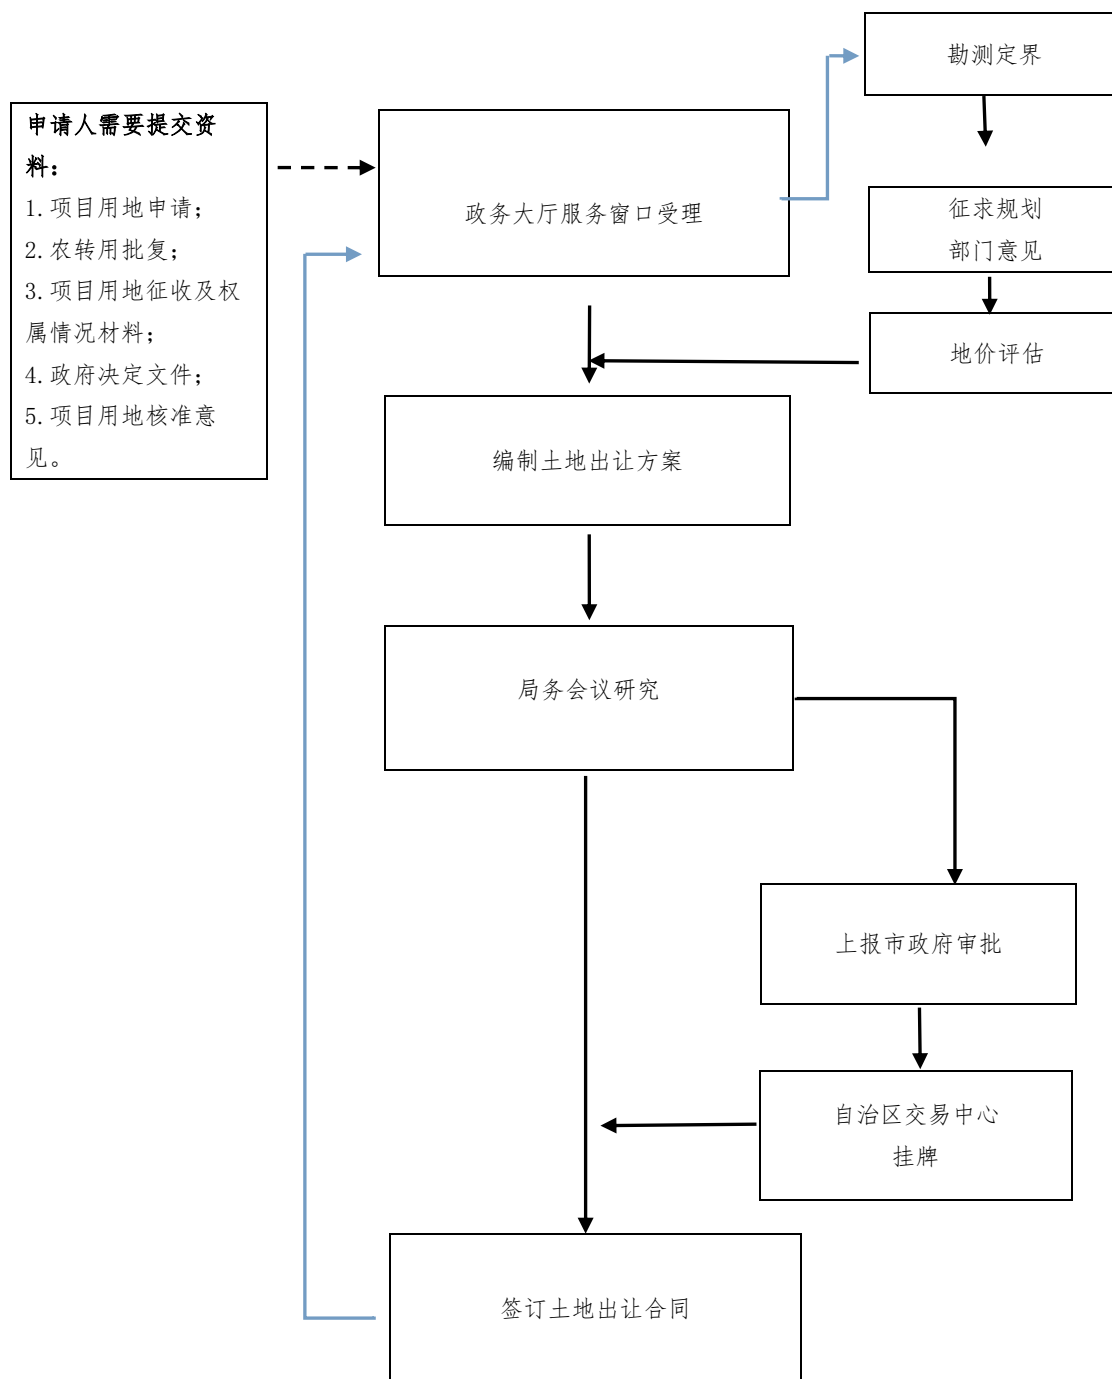 勘测定界
申请人需要提交资
料：
1.项目用地申请；
2.农转用批复；
3.项目用地征收及权
属情况材料；
4.政府决定文件；
5.项目用地核准意
见。
政务大厅服务窗口受理
征求规划
部门意见
地价评估
编制土地出让方案
局务会议研究
上报市政府审批
自治区交易中心
挂牌
签订土地出让合同